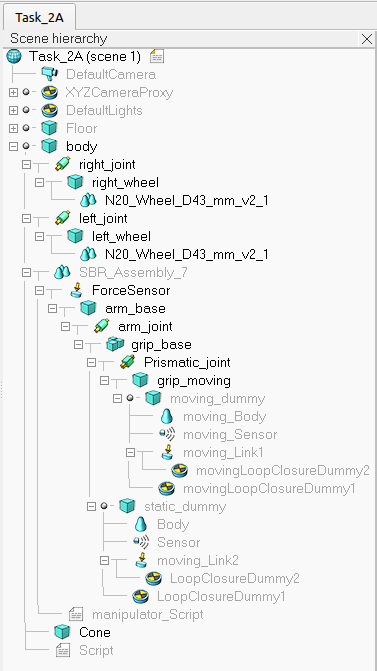 Task_2A
Scene hierarchy
Task_2A (scene 1)
DefaultCamera
XYZCameraProxy
DefaultLights
Floor
body
right_joint
right_wheel
N20_Wheel_D43_mm_v2_1
left_joint
left_wheel
N20_Wheel_D43_mm_v2_1
SBR_Assembly_7
ForceSensor
arm_base
arm_joint
grip_base
Prismatic_joint
grip_moving
moving_dummy
moving_Body
moving_Sensor
moving_Link1
movingLoopClosureDummy2
movingLoopClosureDummy1
static_dummy
Body
Sensor
moving_Link2
LoopClosureDummy2
LoopClosureDummy1
manipulator_Script
Cone
Script